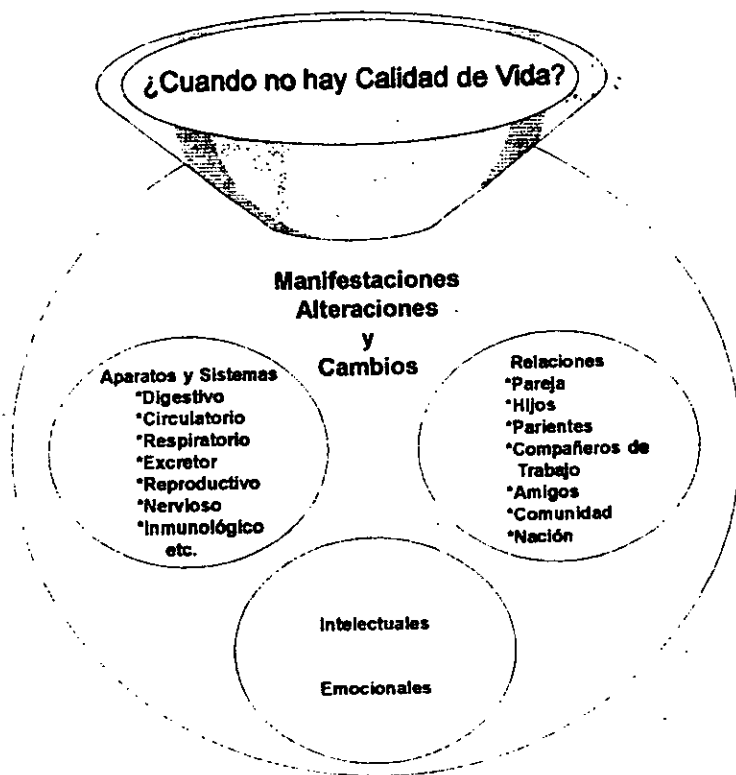 ¿Cuando no hay Calidad de Vida?
Manifestaciones
Alteraciones
y
Cambios
Aparatos y Sistemas
*Digestivo
*Circulatorio
*Respiratorio
*Excretor
*Reproductivo
*Nervioso
*Inmunológico
etc.
Relaciones
*Pareja
*Hijos
*Parientes
*Compañeros de
Trabajo
*Amigos
*Comunidad
*Nación
Intelectuales
Emocionales